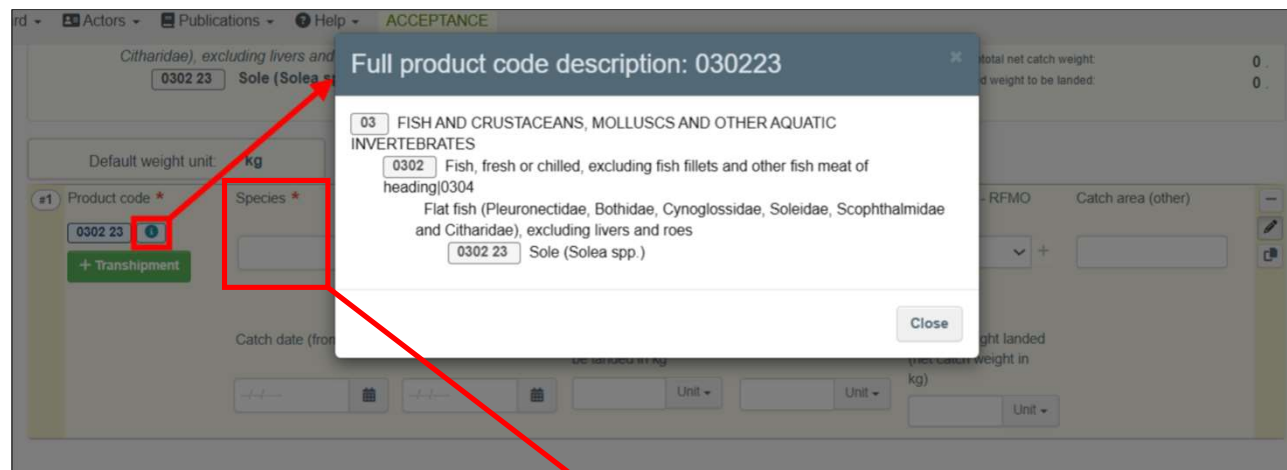 rd Actors Publications Help ACCEPTANCE
Citharidae), excluding livers and
0302 23 Sole (Solea
Full product code description: 030223 ×
total net catch weight: 0
d weight to be landed: 0
03 FISH AND CRUSTACEANS, MOLLUSCS AND OTHER AQUATIC
INVERTEBRATES
0302 Fish, fresh or chilled, excluding fish fillets and other fish meat of
heading|0304
Flat fish (Pleuronectidae, Bothidae, Cynoglossidae, Soleidae, Scophthalmidae
and Citharidae), excluding livers and roes
0302 23 Sole (Solea spp.)
Close
Default weight unit: kg
#1 Product code * Species * - RFMO Catch area (other)
0302 23
+ Transhipment
Catch date (from
be landed in kg
ght landed
(net catch weight in
kg)
--/--/---- --/--/---- Unit Unit
Unit